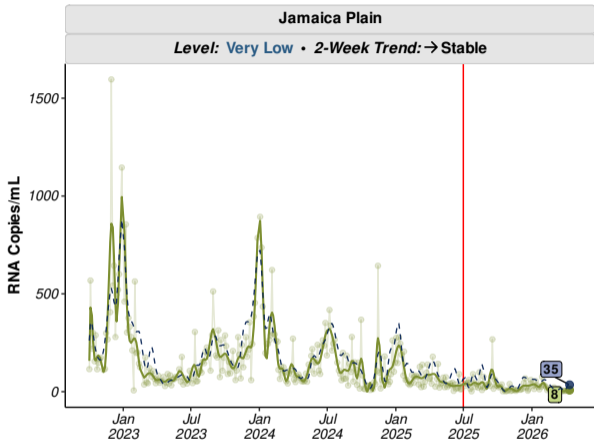 Jamaica Plain
Level: Very Low • 2-Week Trend: → Stable
RNA Copies/mL
1500
1000
500
0
35
8
Jan Jul Jan Jul Jan Jul Jan
2023 2023 2024 2024 2025 2025 2026